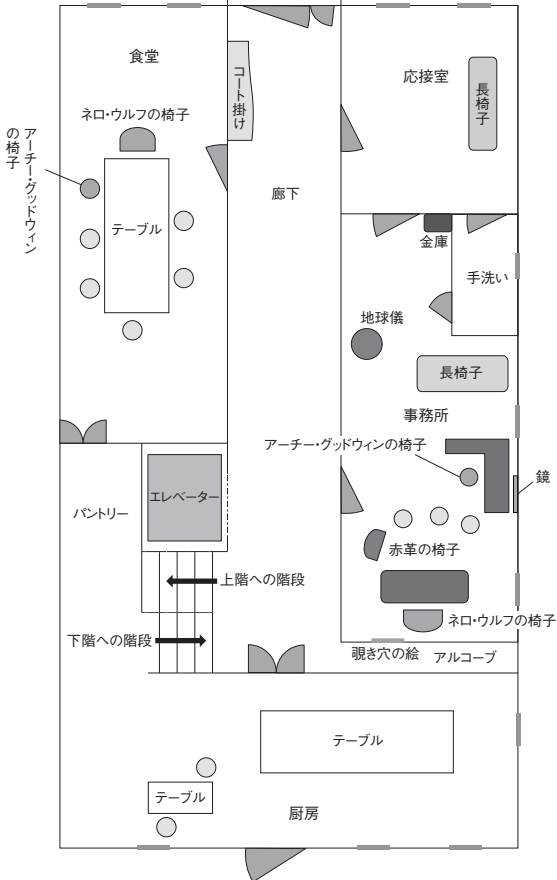 食堂
コート掛け
応接室
長椅子
ネロ・ウルフの椅子
アーチー・グッドウィン
の椅子
テーブル
廊下
金庫
手洗い
地球儀
長椅子
事務所
アーチー・グッドウィンの椅子
鏡
エレベーター
パントリー
赤革の椅子
上階への階段
ネロ・ウルフの椅子
下階への階段
覗き穴の絵
アルコーブ
テーブル
テーブル
厨房